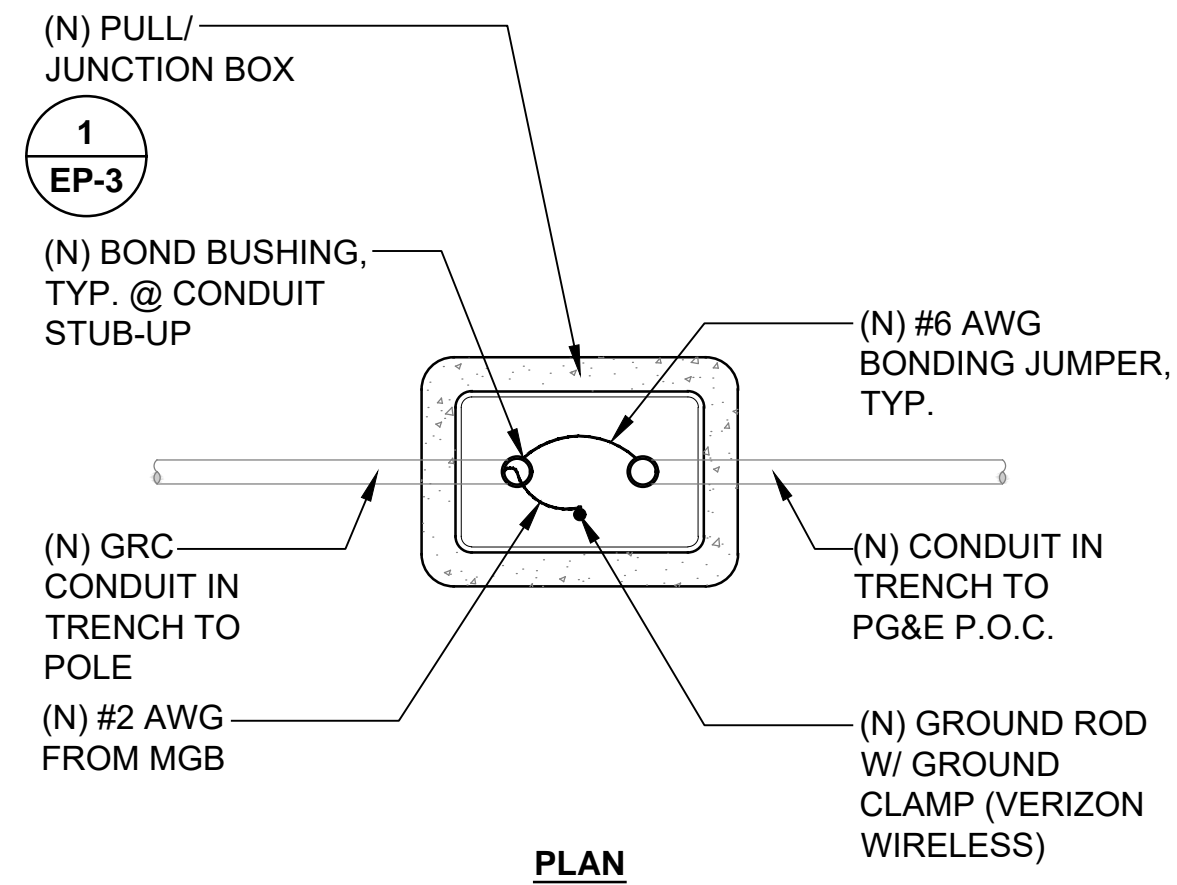 (N) PULL/
JUNCTION BOX
1
EP-3
(N) BOND BUSHING,
TYP. @ CONDUIT
STUB-UP
(N) #6 AWG
BONDING JUMPER,
TYP.
(N) GRC
CONDUIT IN
TRENCH TO
POLE
(N) CONDUIT IN
TRENCH TO
PG&E P.O.C.
(N) #2 AWG
FROM MGB
(N) GROUND ROD
W/ GROUND
CLAMP (VERIZON
WIRELESS)
PLAN